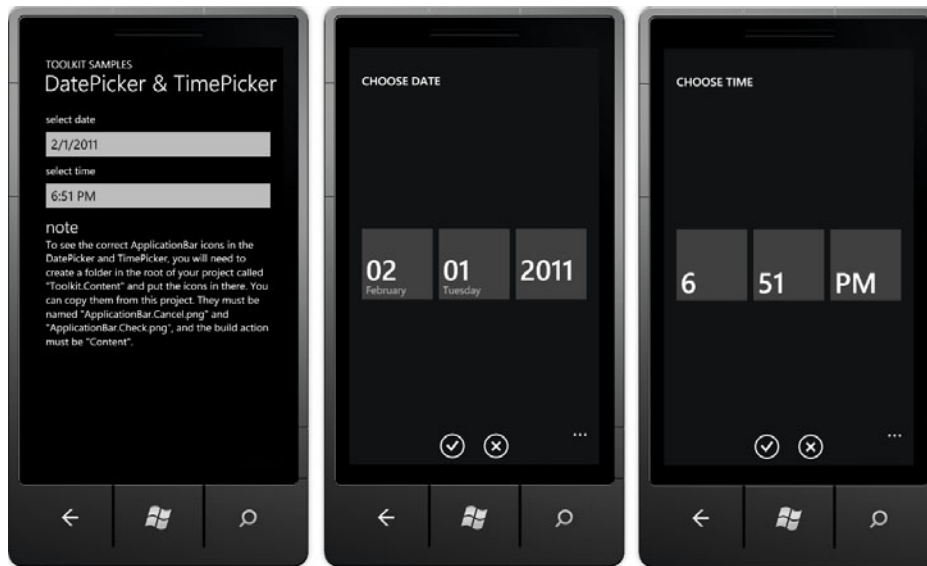 TOOLKIT SAMPLES
DatePicker & TimePicker
select date
2/1/2011
select time
6:51 PM
note
To see the correct ApplicationBar icons in the
DatePicker and TimePicker, you will need to
create a folder in the root of your project called
"Toolkit.Content" and put the icons in there. You
can copy them from this project. They must be
named "ApplicationBar.Cancel.png" and
"ApplicationBar.Check.png", and the build action
must be "Content".
CHOOSE DATE
02
February
01
Tuesday
2011
...
CHOOSE TIME
6
51
PM
...